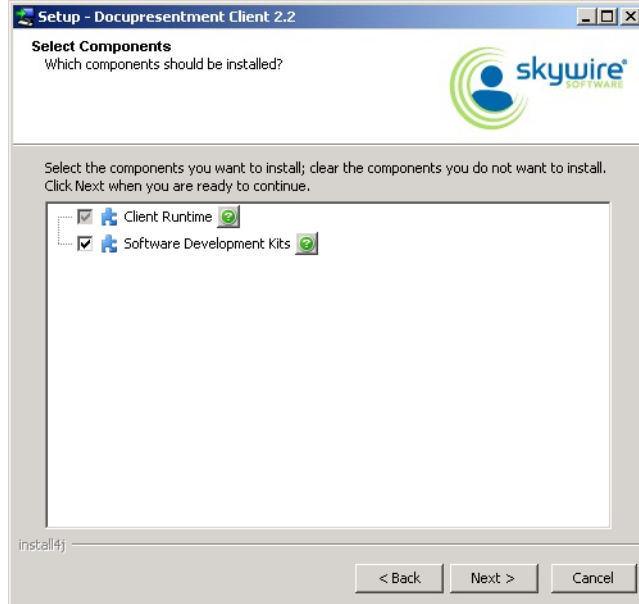 Setup - Docupresentment Client 2.2
Select Components
Which components should be installed?
skywire®
SOFTWARE
Select the components you want to install; clear the components you do not want to install.
Click Next when you are ready to continue.
Client Runtime
Software Development Kits
install4j
< Back
Next >
Cancel